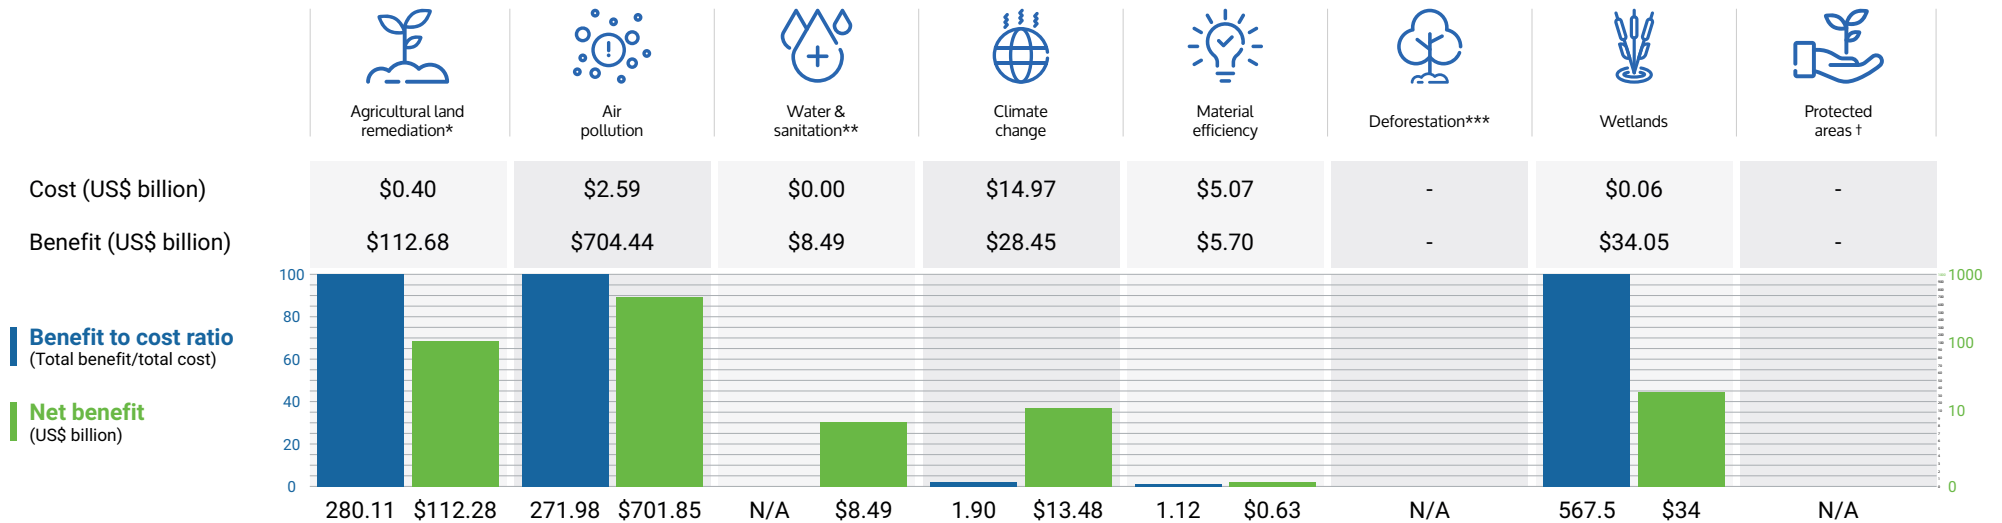 Agricultural land
remediation*
Air
pollution
Water &
sanitation**
Climate
change
Material
efficiency
Deforestation***
Wetlands
Protected
areas †
Cost (US$ billion) $0.40 $2.59 $0.00 $14.97 $5.07 - $0.06 -
Benefit (US$ billion) $112.68 $704.44 $8.49 $28.45 $5.70 - $34.05 -
100
80
60
40
20
0
Benefit to cost ratio
(Total benefit/total cost)
Net benefit
(US$ billion)
1000
100
10
0
280.11 $112.28 271.98 $701.85 N/A $8.49 1.90 $13.48 1.12 $0.63 N/A 567.5 $34 N/A